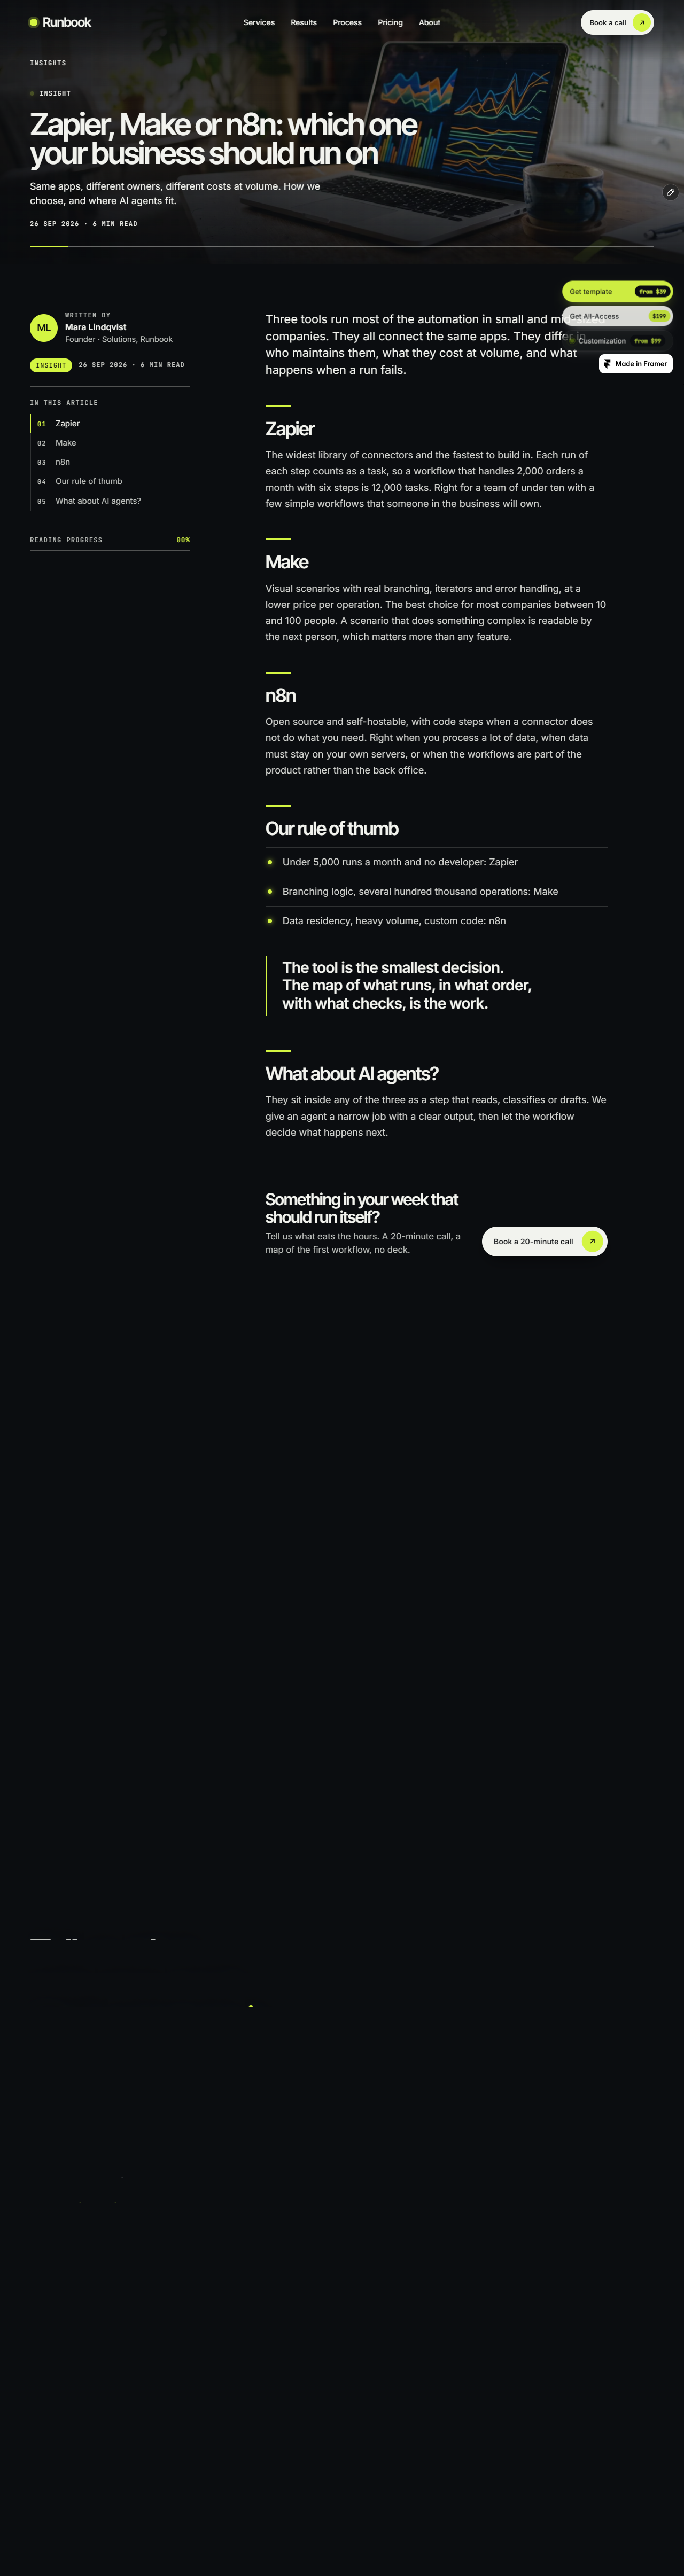 Runbook
Services
Results
Process
Pricing
About
Book a call
INSIGHTS
INSIGHT
Zapier, Make or n8n: which one
your business should run on
Same apps, different owners, different costs at volume. How we
choose, and where AI agents fit.
26 SEP 2026 · 6 MIN READ
Get template
from $39
Get All-Access
$199
Customization
from $99
Made in Framer
ML
WRITTEN BY
Mara Lindqvist
Founder · Solutions, Runbook
INSIGHT
26 SEP 2026 · 6 MIN READ
IN THIS ARTICLE
01 Zapier
02 Make
03 n8n
04 Our rule of thumb
05 What about AI agents?
READING PROGRESS
00%
Three tools run most of the automation in small and
companies. They all connect the same apps. They differ in
who maintains them, what they cost at volume, and what
happens when a run fails.
Zapier
The widest library of connectors and the fastest to build in. Each run of
each step counts as a task, so a workflow that handles 2,000 orders a
month with six steps is 12,000 tasks. Right for a team of under ten with a
few simple workflows that someone in the business will own.
Make
Visual scenarios with real branching, iterators and error handling, at a
lower price per operation. The best choice for most companies between 10
and 100 people. A scenario that does something complex is readable by
the next person, which matters more than any feature.
n8n
Open source and self-hostable, with code steps when a connector does
not do what you need. Right when you process a lot of data, when data
must stay on your own servers, or when the workflows are part of the
product rather than the back office.
Our rule of thumb
Under 5,000 runs a month and no developer: Zapier
Branching logic, several hundred thousand operations: Make
Data residency, heavy volume, custom code: n8n
The tool is the smallest decision.
The map of what runs, in what order,
with what checks, is the work.
What about AI agents?
They sit inside any of the three as a step that reads, classifies or drafts. We
give an agent a narrow job with a clear output, then let the workflow
decide what happens next.
Something in your week that
should run itself?
Tell us what eats the hours. A 20-minute call, a
map of the first workflow, no deck.
Book a 20-minute call